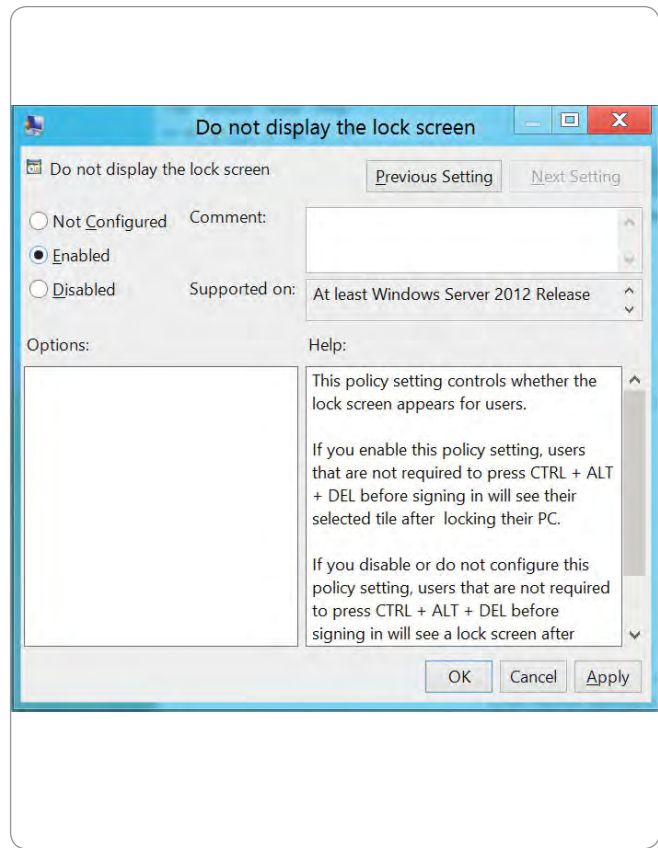 Do not display the lock screen
Do not display the lock screen
Previous Setting
Next Setting
Not Configured
Comment:
Enabled
Disabled
Supported on:
At least Windows Server 2012 Release
Options:
Help:
This policy setting controls whether the
lock screen appears for users.
If you enable this policy setting, users
that are not required to press CTRL + ALT
+ DEL before signing in will see their
selected tile after locking their PC.
If you disable or do not configure this
policy setting, users that are not required
to press CTRL + ALT + DEL before
signing in will see a lock screen after
OK
Cancel
Apply